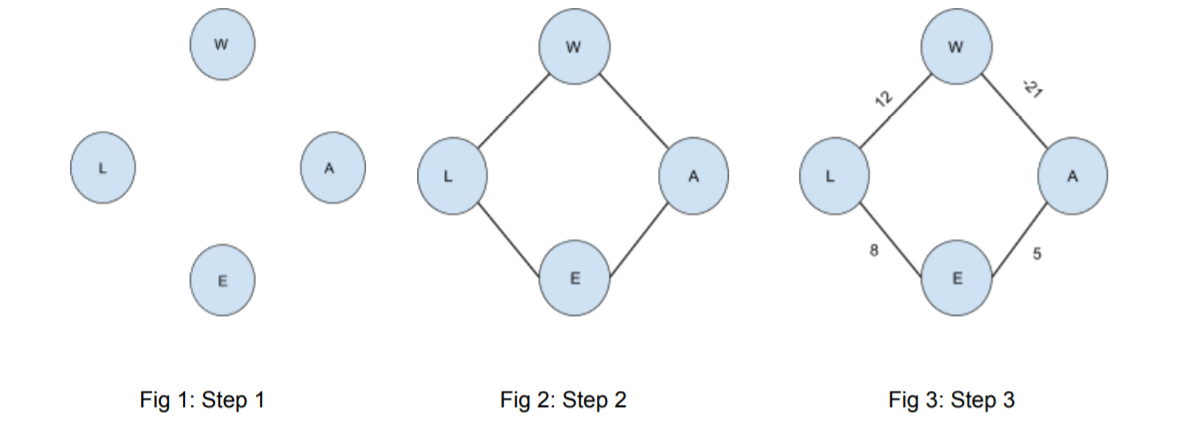 W
L
A
E
Fig 1: Step 1
W
L
A
E
Fig 2: Step 2
W
12
-21
L
A
8
5
E
Fig 3: Step 3